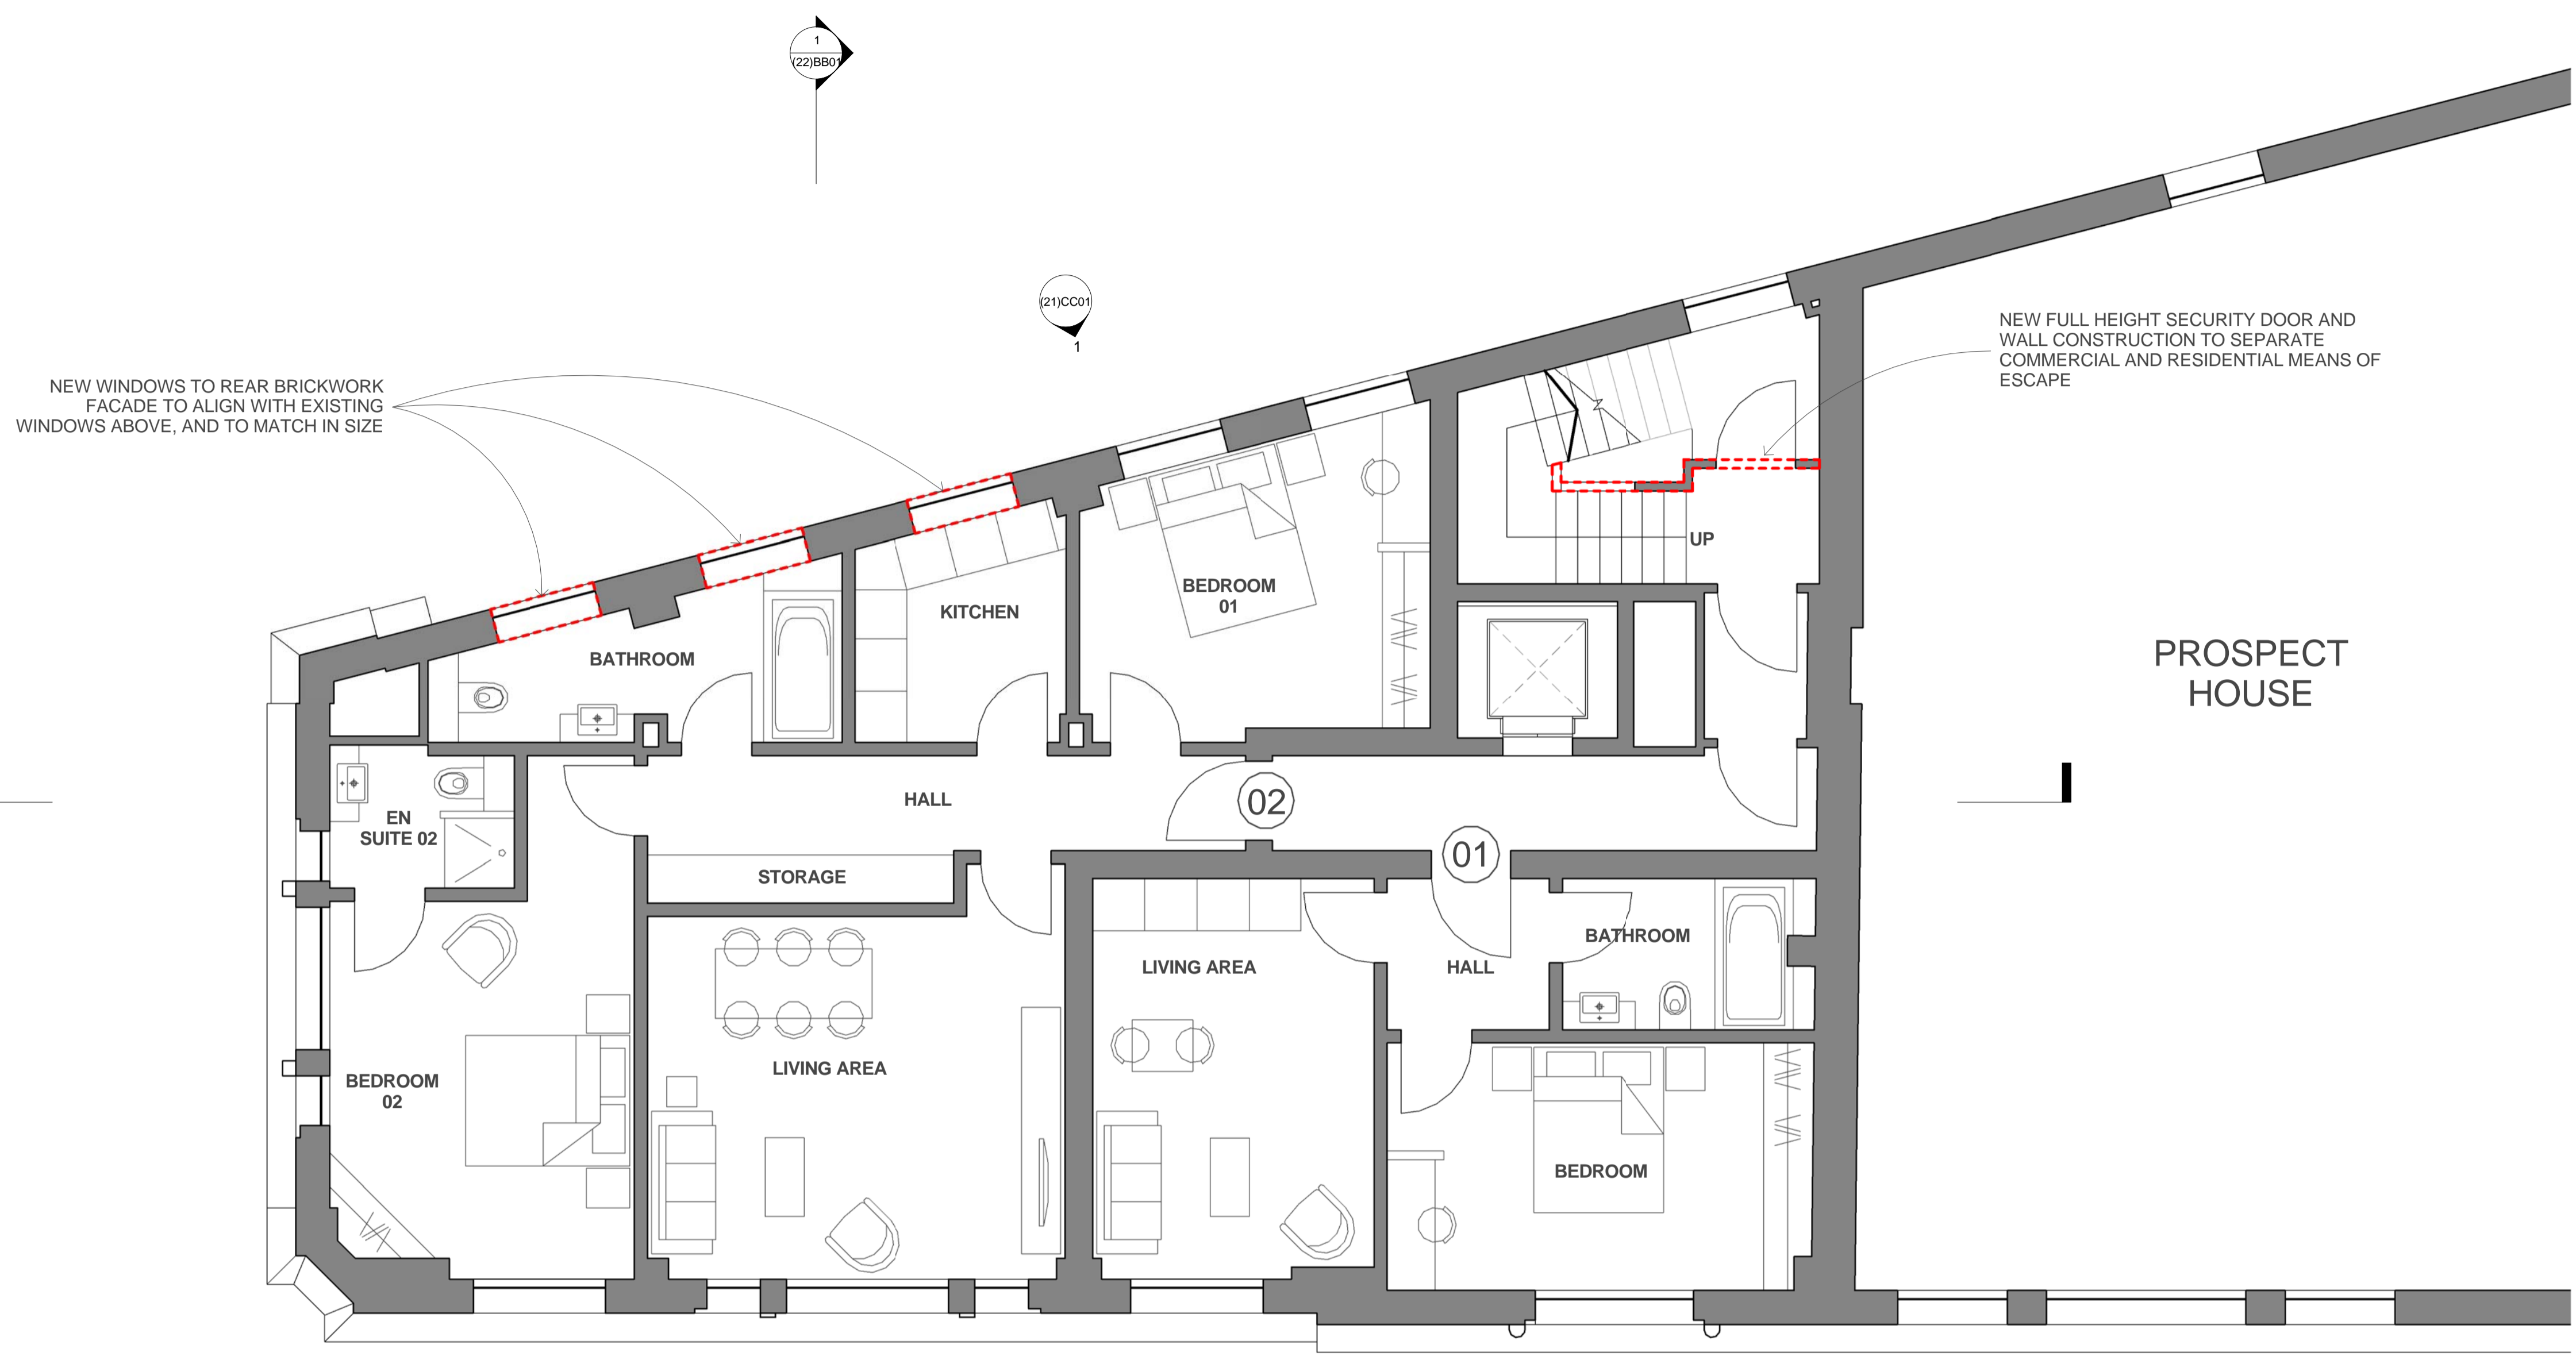 1
(22)BB01
(21)CC01
1
NEW WINDOWS TO REAR BRICKWORK
FACADE TO ALIGN WITH EXISTING
WINDOWS ABOVE, AND TO MATCH IN SIZE
NEW FULL HEIGHT SECURITY DOOR AND
WALL CONSTRUCTION TO SEPARATE
COMMERCIAL AND RESIDENTIAL MEANS OF
ESCAPE
UP
BEDROOM
01
KITCHEN
BATHROOM
PROSPECT
HOUSE
EN
SUITE 02
HALL
02
01
STORAGE
BATHROOM
LIVING AREA
HALL
LIVING AREA
BEDROOM
02
BEDROOM